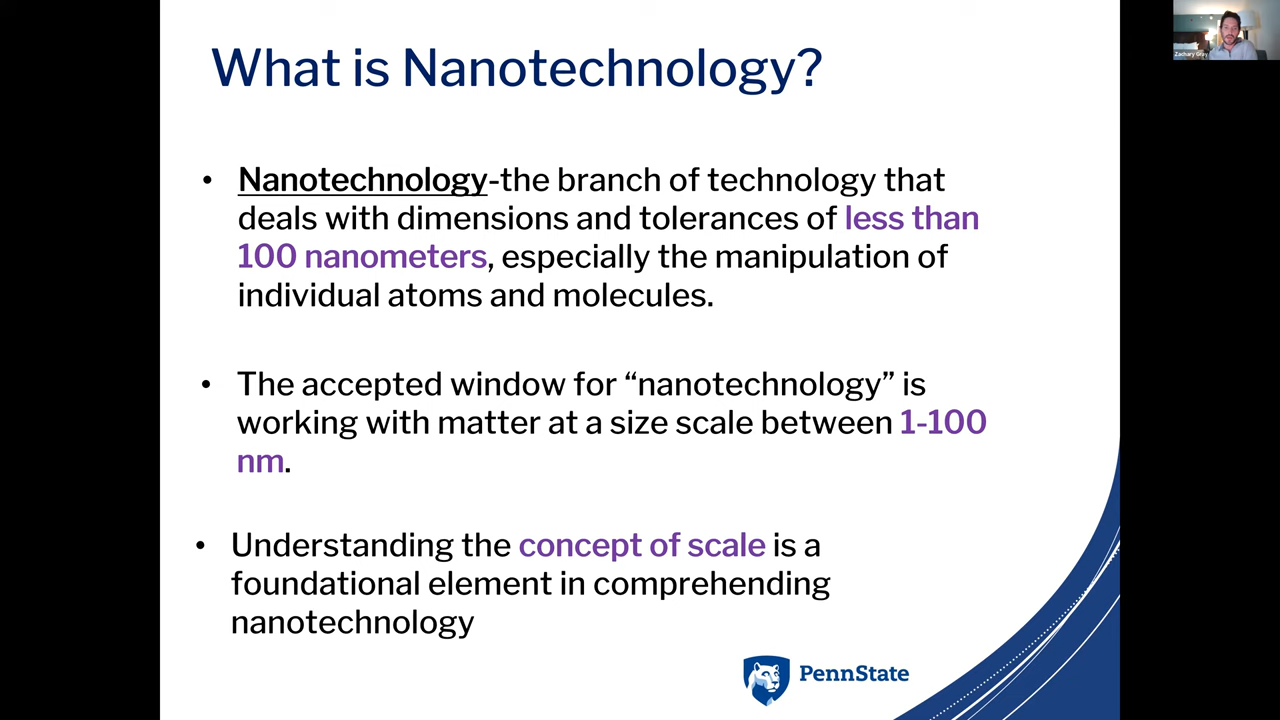 What is Nanotechnology?
• Nanotechnology-the branch of technology that
deals with dimensions and tolerances of less than
100 nanometers, especially the manipulation of
individual atoms and molecules.
• The accepted window for “nanotechnology” is
working with matter at a size scale between 1-100
nm.
• Understanding the concept of scale is a
foundational element in comprehending
nanotechnology
PennState
Zachary Gray